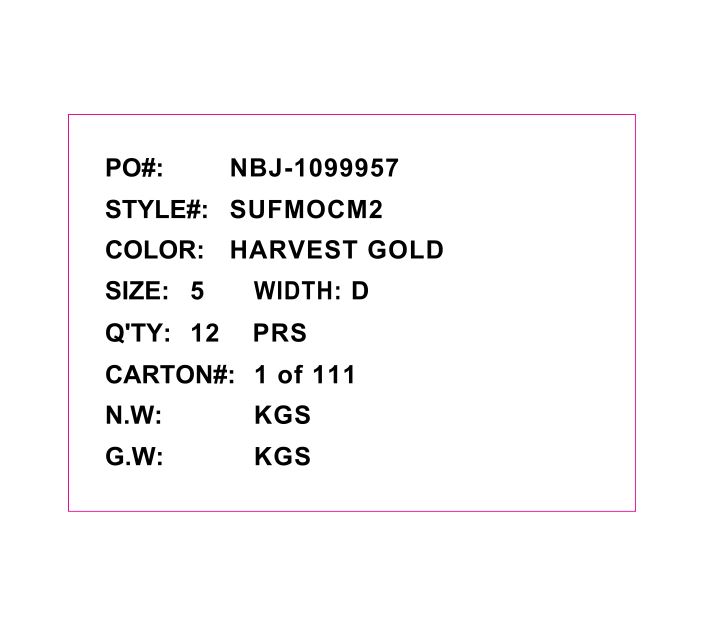 PO#: NBJ-1099957
STYLE#: SUFMOCM2
COLOR: HARVEST GOLD
SIZE: 5 WIDTH: D
Q'TY: 12 PRS
CARTON#: 1 of 111
N.W: KGS
G.W: KGS